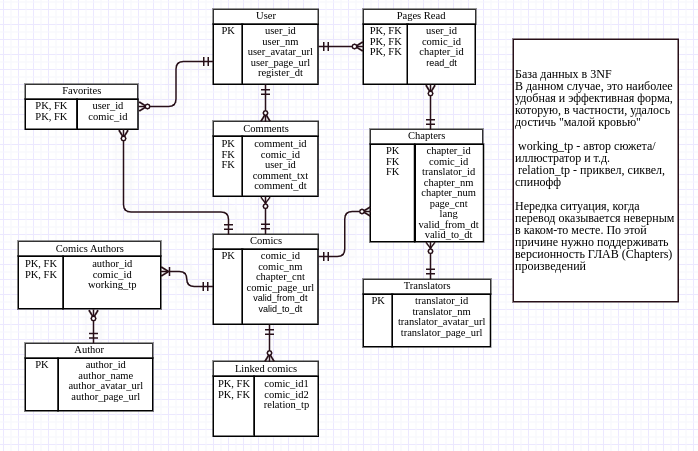 User
PK
user_id
user_nm
user_avatar_url
user_page_url
register_dt
Pages Read
PK, FK
PK, FK
PK, FK
user_id
comic_id
chapter_id
read_dt
Favorites
PK, FK
PK, FK
user_id
comic_id
Comments
PK
FK
FK
comment_id
comic_id
user_id
comment_txt
comment_dt
Chapters
PK
FK
FK
chapter_id
comic_id
translator_id
chapter_nm
chapter_num
page_cnt
lang
valid_from_dt
valid_to_dt
Comics Authors
PK, FK
PK, FK
author_id
comic_id
working_tp
Comics
PK
comic_id
comic_nm
chapter_cnt
comic_page_url
valid_from_dt
valid_to_dt
Translators
PK
translator_id
translator_nm
translator_avatar_url
translator_page_url
Author
PK
author_id
author_name
author_avatar_url
author_page_url
Linked comics
PK, FK
PK, FK
comic_id1
comic_id2
relation_tp
База данных в 3NF
В данном случае, это наиболее
удобная и эффективная форма,
которую, в частности, удалось
достичь "малой кровью"
working_tp - автор сюжета/
иллюстратор и т.д.
relation_tp - приквел, сиквел,
спинофф
Нередка ситуация, когда
перевод оказывается неверным
в каком-то месте. По этой
причине нужно поддерживать
версионность ГЛАВ (Chapters)
произведений